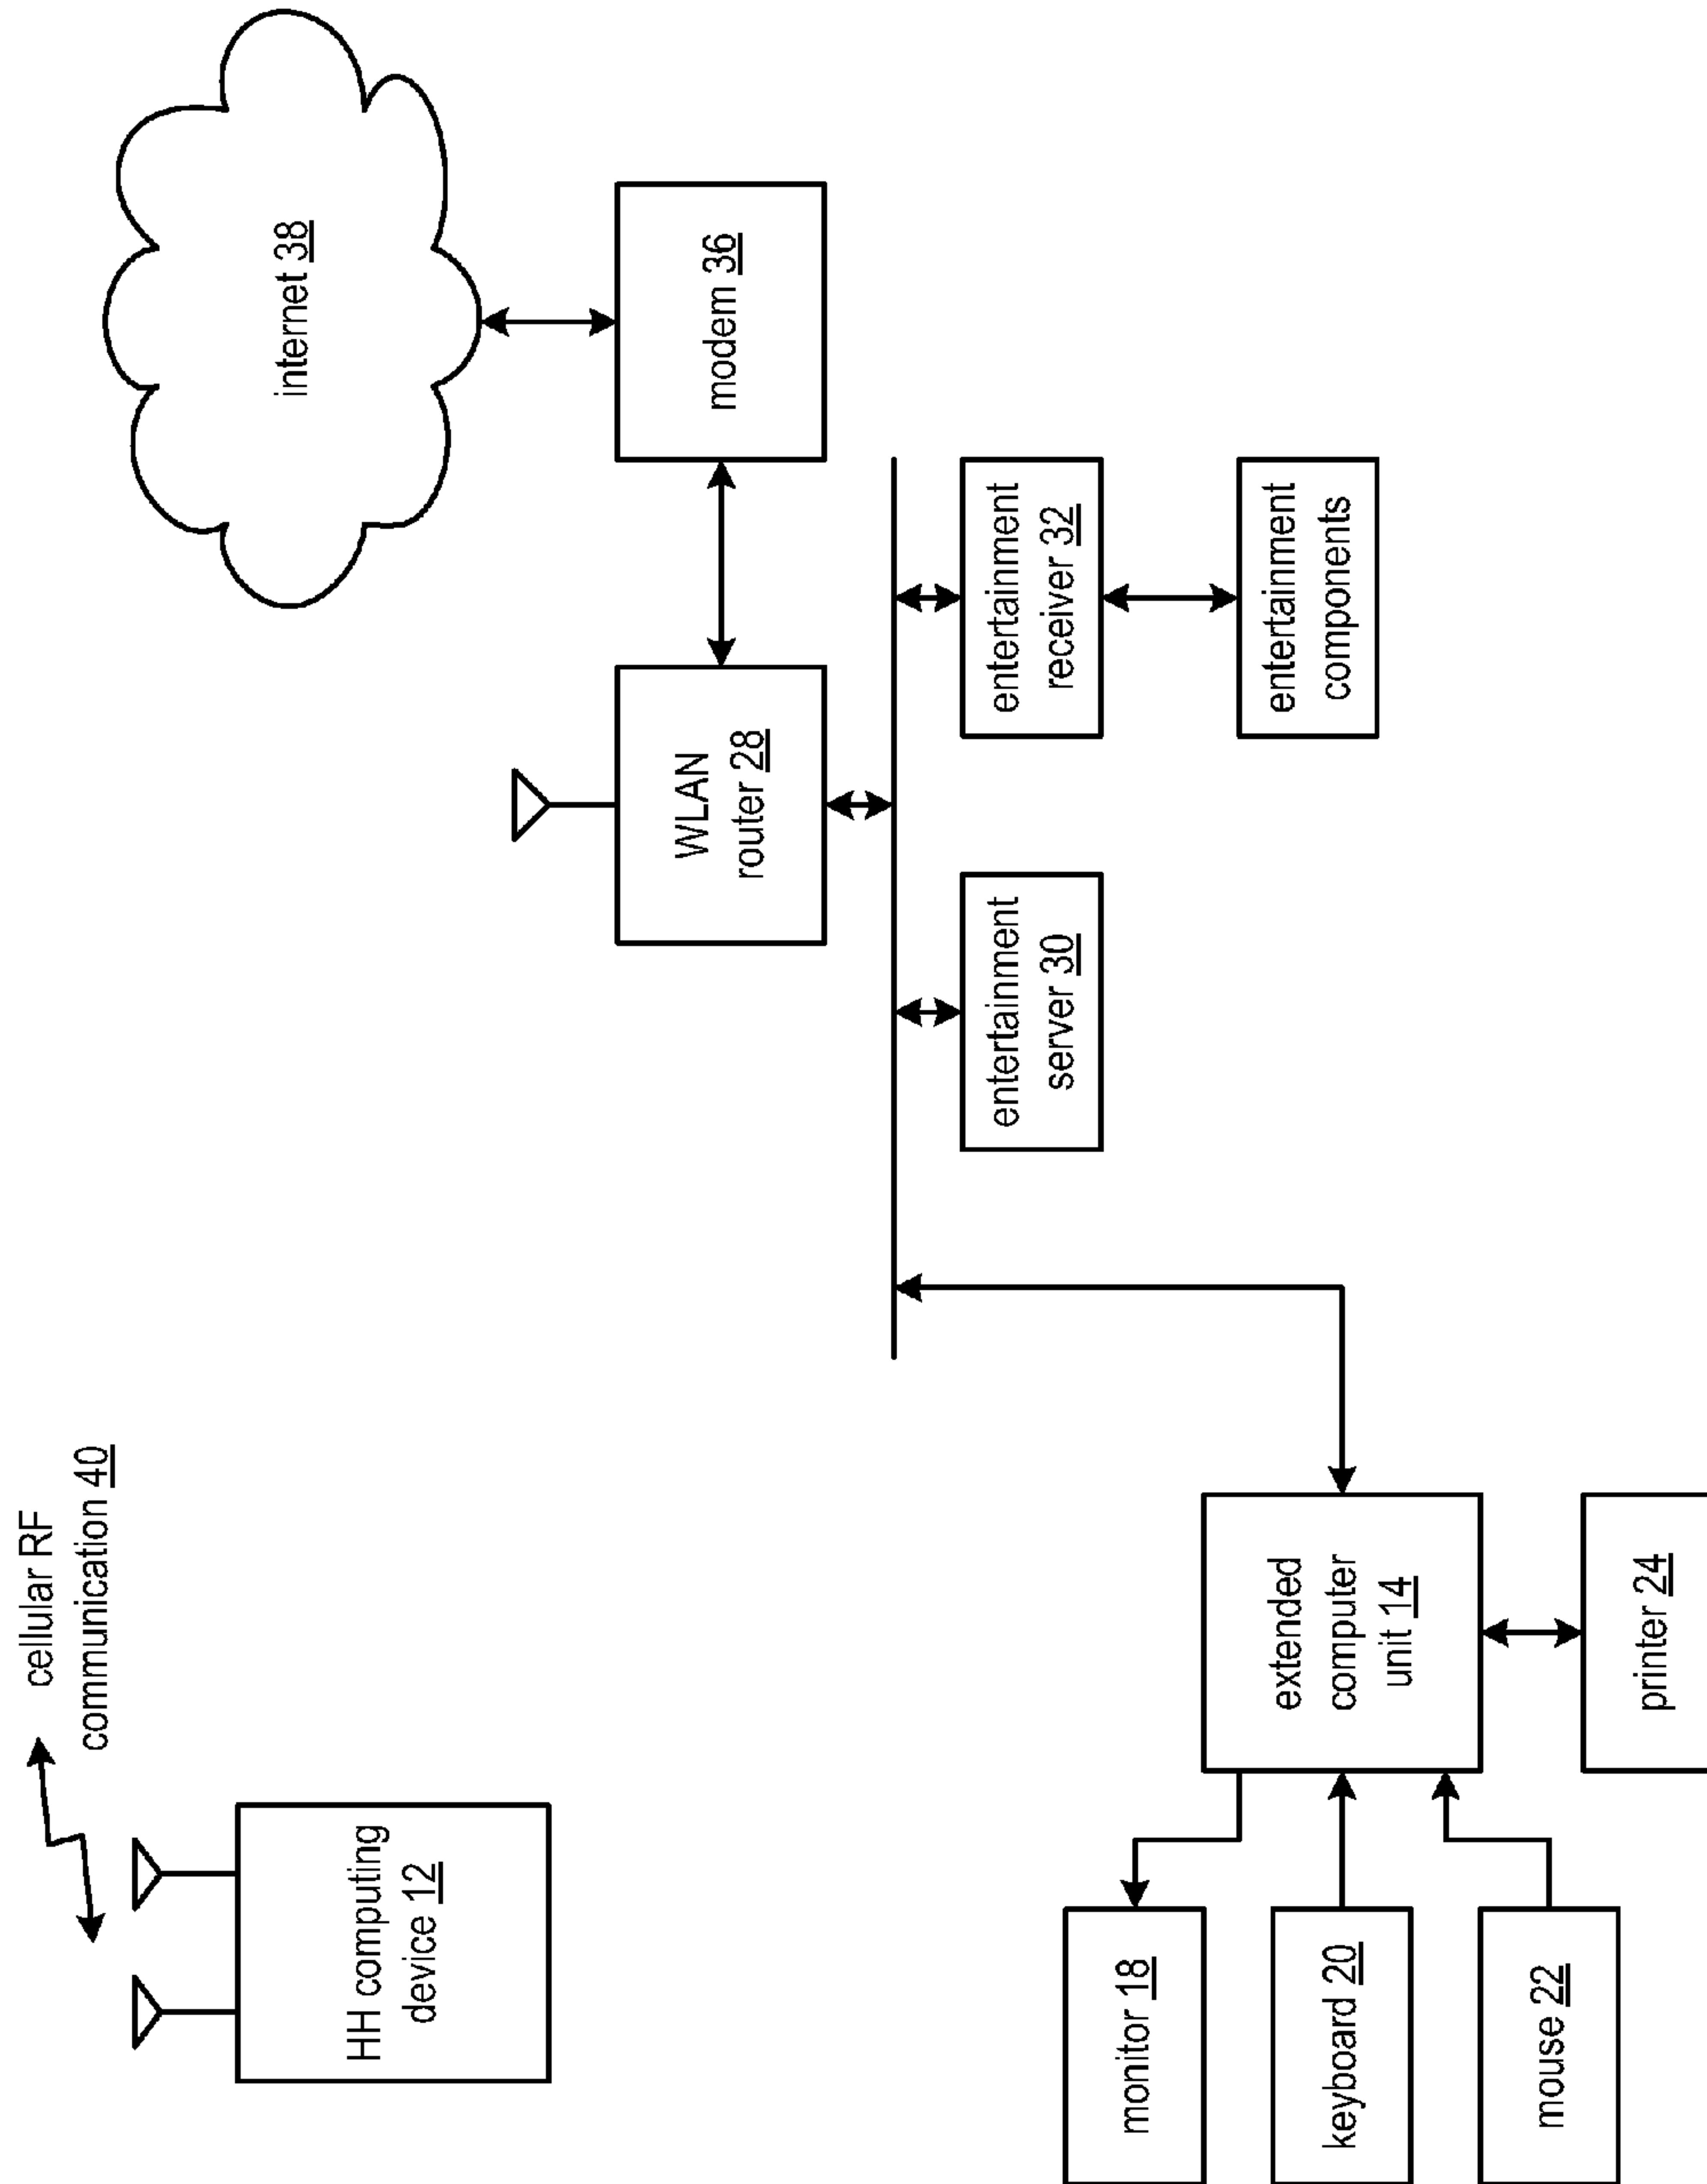 cellular RF
communication 40
HH computing
device 12
internet 38
WLAN
router 28
modem 36
entertainment
server 30
entertainment
receiver 32
entertainment
components
monitor 18
keyboard 20
mouse 22
extended
computer
unit 14
printer 24